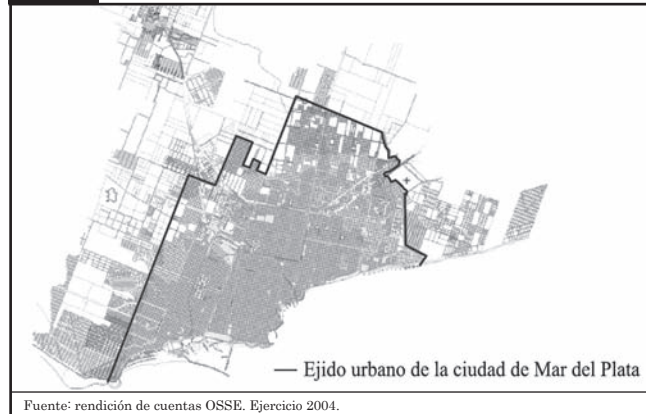 — Ejido urbano de la ciudad de Mar del Plata
Fuente: rendición de cuentas OSSE. Ejercicio 2004.